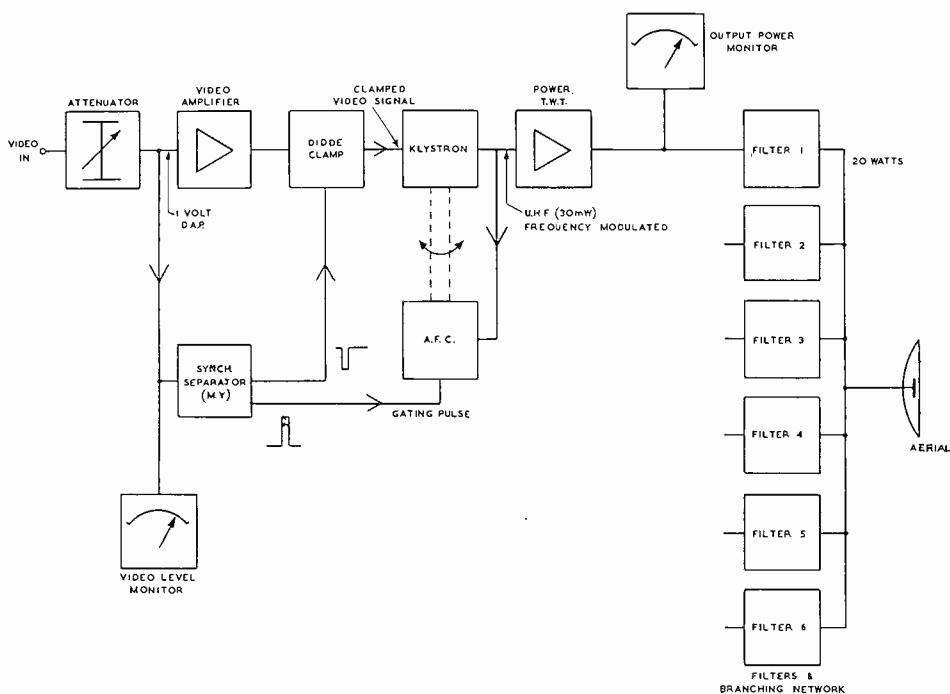 OUTPUT POWER
MONITOR
ATTENUATOR
VIDEO
AMPLIFIER
CLAMPED
VIDEO SIGNAL
POWER,
T.W.T.
VIDEO
IN
DIDDE
CLAMP
KLYSTRON
FILTER 1
20 WATTS
1 VOLT
D.A.P.
U.H.F (30mW)
FREQUENCY MODULATED
FILTER 2
A.F.C.
FILTER 3
SYNCH.
SEPARATOR
(M.Y)
GATING PULSE
FILTER 4
AERIAL
FILTER 5
VIDEO LEVEL
MONITOR
FILTER 6
FILTERS &
BRANCHING NETWORK